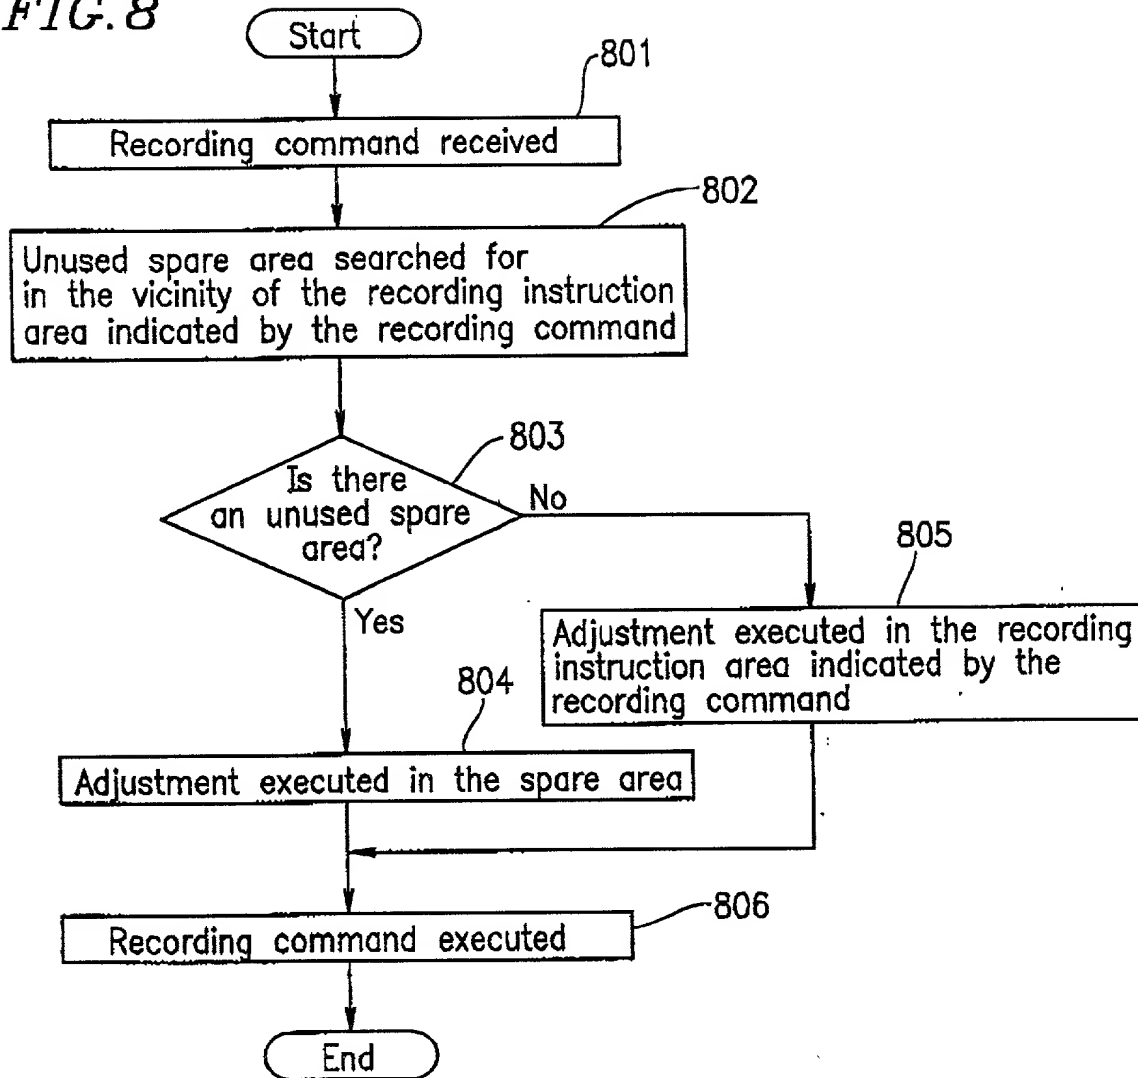 FIG. 8
Start
801
Recording command received
802
Unused spare area searched for
in the vicinity of the recording instruction
area indicated by the recording command
803
Is there
an unused spare
area?
No
Yes
805
Adjustment executed in the recording
instruction area indicated by the
recording command
804
Adjustment executed in the spare area
806
Recording command executed
End